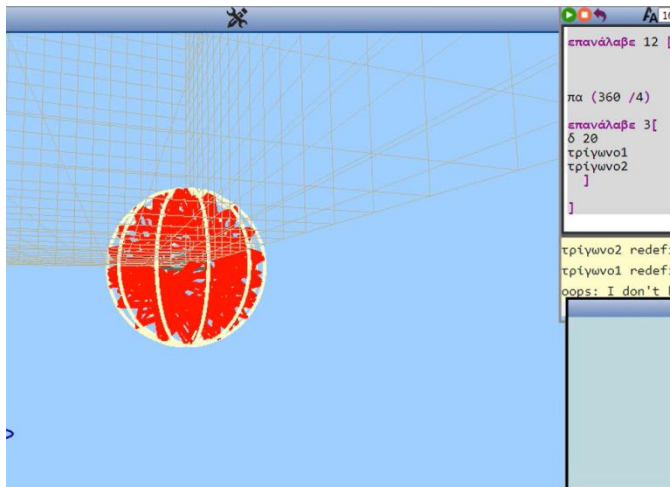 επανάλαβε 12 [
πα (360 /4)
επανάλαβε 3[
δ 20
τρίγωνο1
τρίγωνο2
]
]
τρίγωνο2 redefi
τρίγωνο1 redefi
oops: I don't